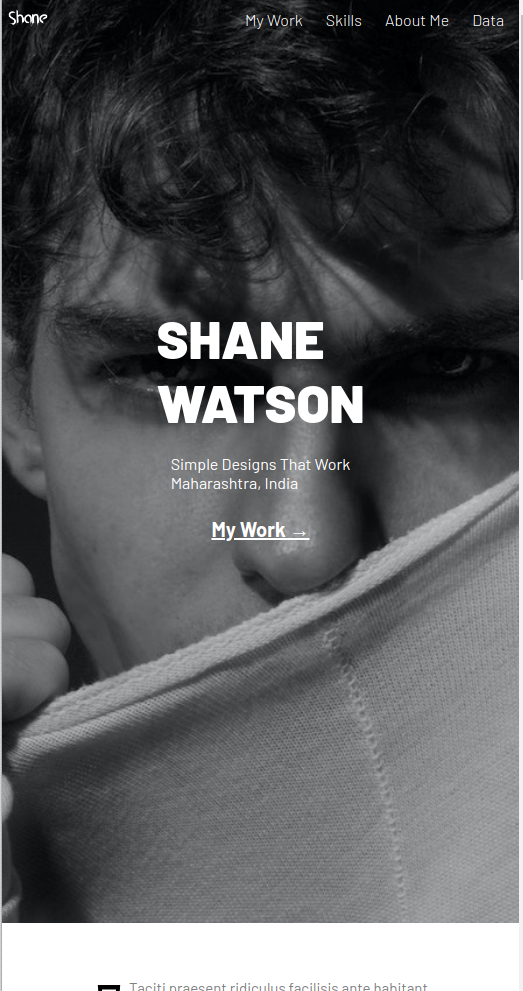 Shane
My Work Skills About Me Data
SHANE
WATSON
Simple Designs That Work
Maharashtra, India
My Work →
Taciti praesent ridiculus facilisis ante habitant